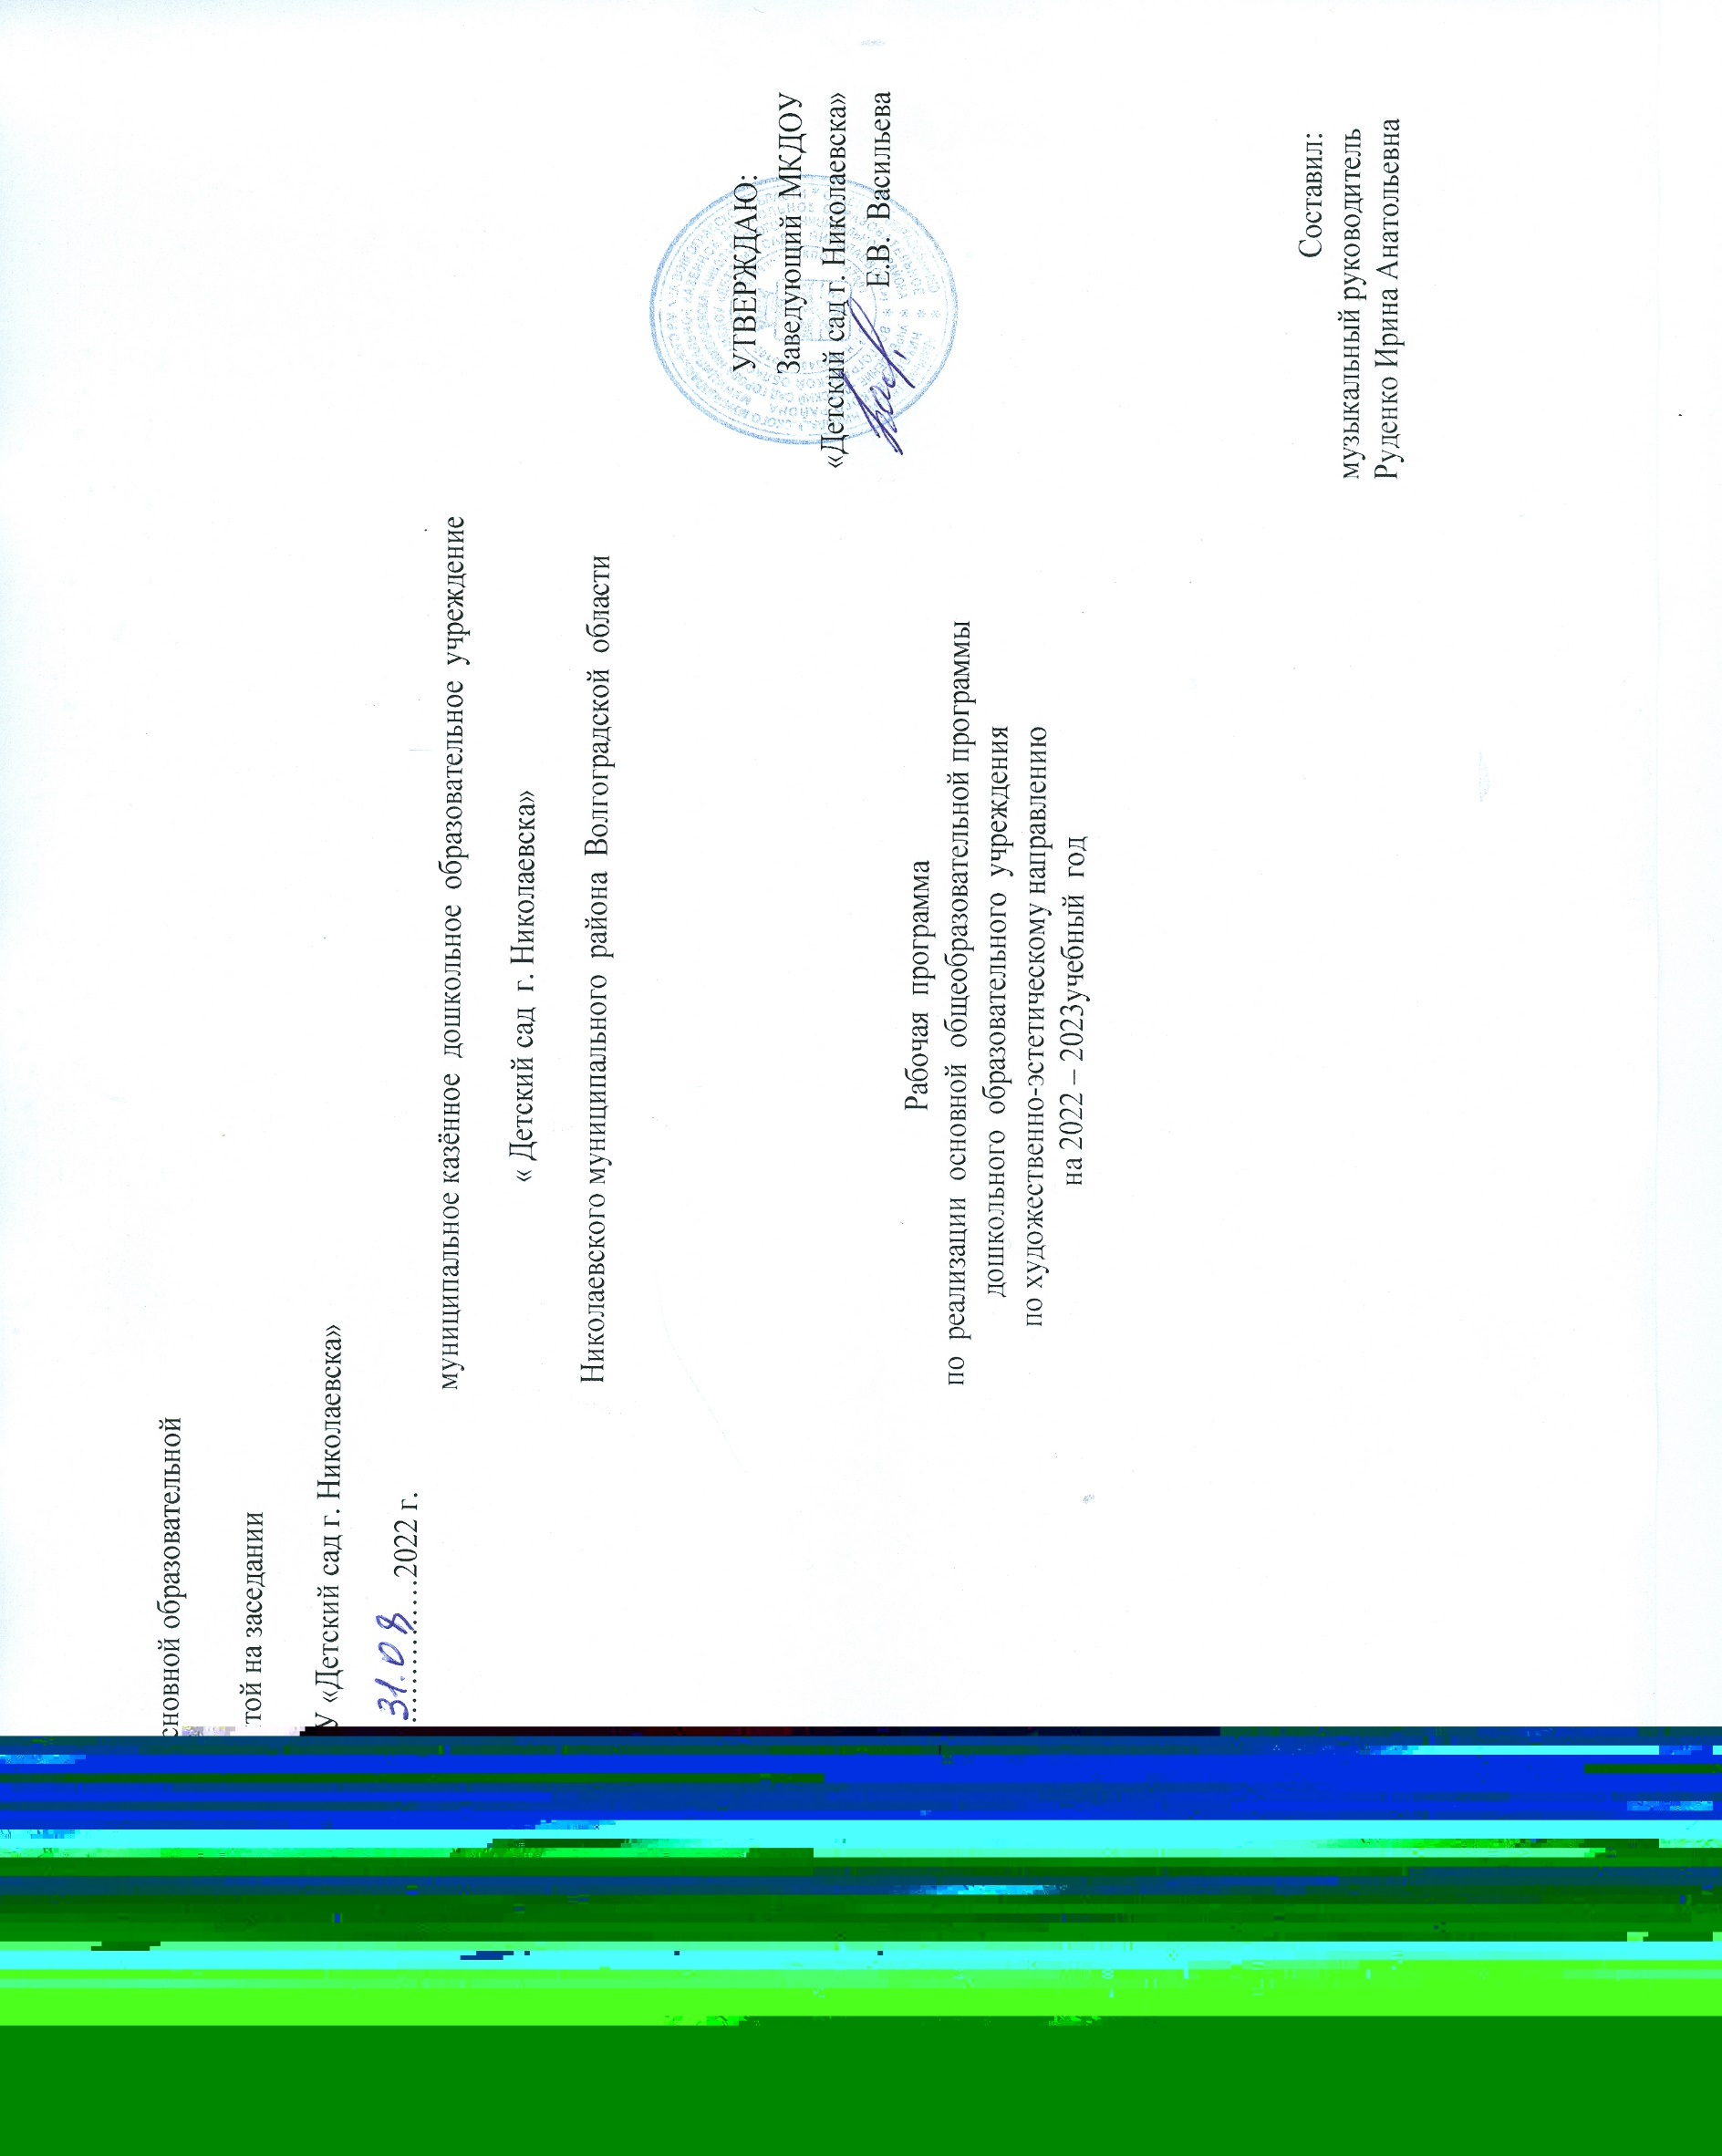 сновной образовательной
той на заседании
У «Детский сад г. Николаевска»
31.08.2022 г.
муниципальное казённое дошкольное образовательное учреждение
« Детский сад г. Николаевска»
Николаевского муниципального района Волгоградской области
УТВЕРЖДАЮ:
Заведующий МКДОУ
«Детский сад г. Николаевска»
Е.В. Васильева
Рабочая программа
по реализации основной общеобразовательной программы
дошкольного образовательного учреждения
по художественно-эстетическому направлению
на 2022 – 2023учебный год
Составил:
музыкальный руководитель
Руденко Ирина Анатольевна